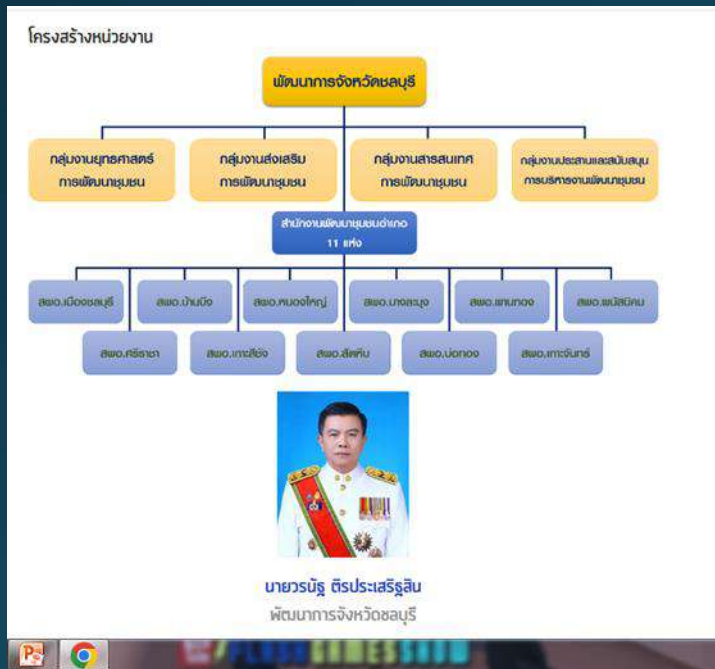 โครงสร้างหน่วยงาน
พัฒนาการจังหวัดชลบุรี
กลุ่มงานยุทธศาสตร์
การพัฒนาชุมชน
กลุ่มงานส่งเสริม
การพัฒนาชุมชน
กลุ่มงานสารสนเทศ
การพัฒนาชุมชน
กลุ่มงานประสานและสนับสนุน
การบริหารงานพัฒนาชุมชน
สำนักงานพัฒนาชุมชนอำเภอ
11 แห่ง
สพอ.เมืองชลบุรี
สพอ.บ้านบึง
สพอ.หนองใหญ่
สพอ.บางละมุง
สพอ.พานทอง
สพอ.พนัสนิคม
สพอ.ศรีราชา
สพอ.เกาะสีชัง
สพอ.สัตหีบ
สพอ.บ่อทอง
สพอ.เกาะจันทร์
นายวรนัฐ ติรประเสริฐสิน
พัฒนาการจังหวัดชลบุรี
FLASH GAMES SHOW